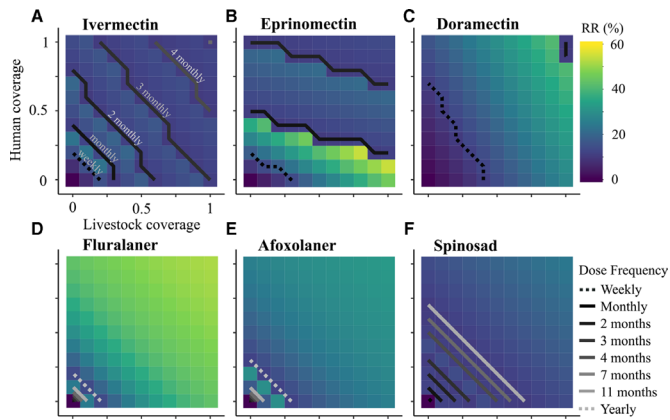 A Ivermectin
B Eprinomectin
C Doramectin
RR (%)
60
40
20
0
Human coverage
1
0.5
0
4 monthly
3 monthly
2 monthly
monthly
weekly
0 0.5 1
Livestock coverage
D Fluralaner
E Afoxolaner
F Spinosad
Dose Frequency
Weekly
Monthly
2 months
3 months
4 months
7 months
11 months
Yearly